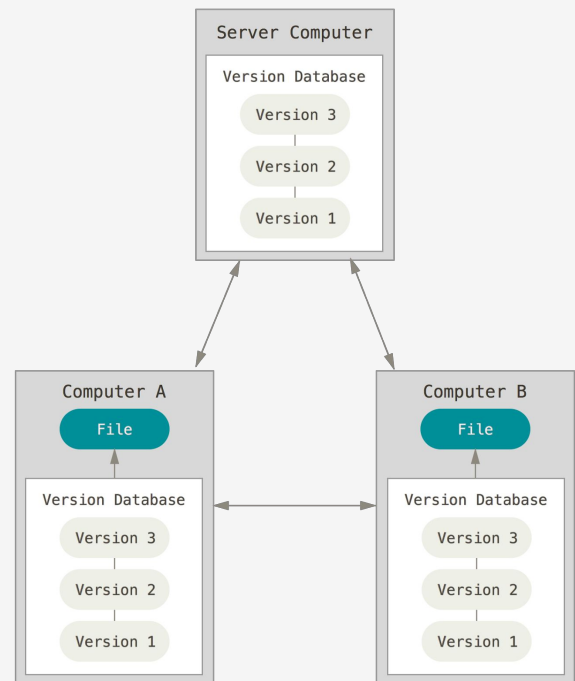 Server Computer
Version Database
Version 3
Version 2
Version 1
Computer A
File
Version Database
Version 3
Version 2
Version 1
Computer B
File
Version Database
Version 3
Version 2
Version 1